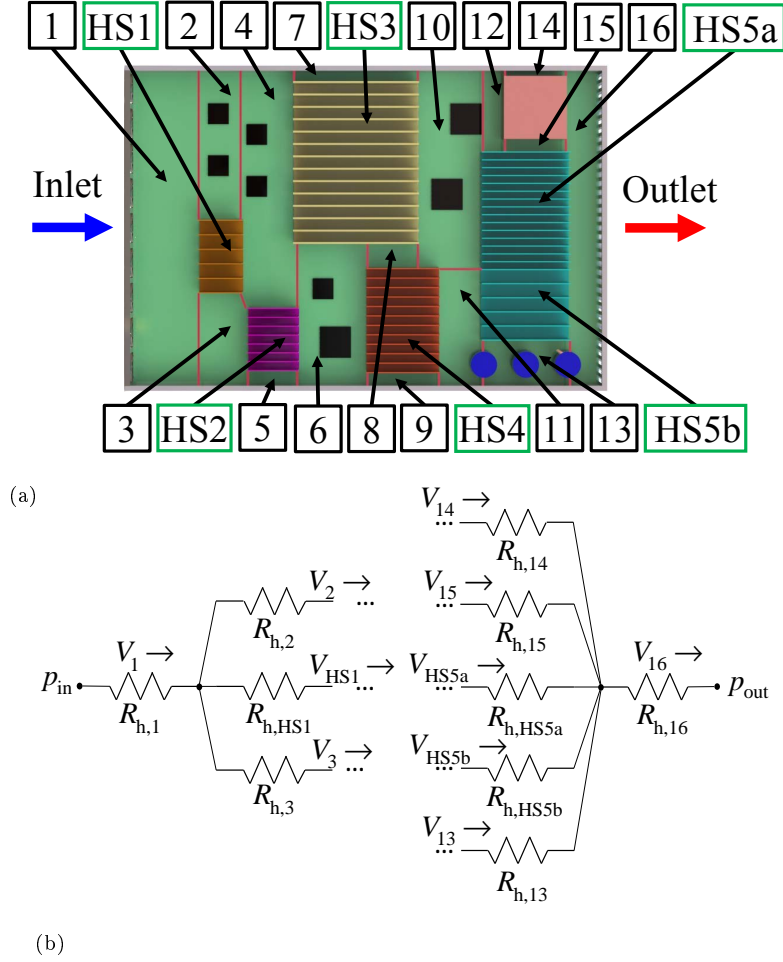 1 HS1 2 4 7 HS3 10 12 14 15 16 HS5a
Inlet
Outlet
3 HS2 5 6 8 9 HS4 11 13 HS5b
(a)
V14 →
... Rh,14
V2 → ... V15 →
Rh,2 ... Rh,15
V1 → VHS1 → VHS5a → V16 →
pin Rh,1 Rh,HS1 ... ... Rh,HS5a Rh,16 pout
V3 → VHS5b →
Rh,3 ... ... Rh,HS5b
V13 →
... Rh,13
(b)